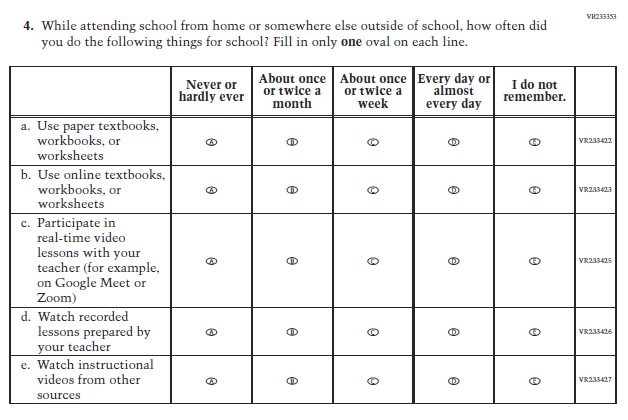 VR233353
4. While attending school from home or somewhere else outside of school, how often did
you do the following things for school? Fill in only one oval on each line.
Never or
hardly ever
About once
or twice a
month
About once
or twice a
week
Every day or
almost
every day
I do not
remember.
a. Use paper textbooks,
workbooks, or
worksheets
A B C D E VR233422
b. Use online textbooks,
workbooks, or
worksheets
A B C D E VR233423
c. Participate in
real-time video
lessons with your
teacher (for example,
on Google Meet or
Zoom)
A B C D E VR233425
d. Watch recorded
lessons prepared by
your teacher
A B C D E VR233426
e. Watch instructional
videos from other
sources
A B C D E VR233427